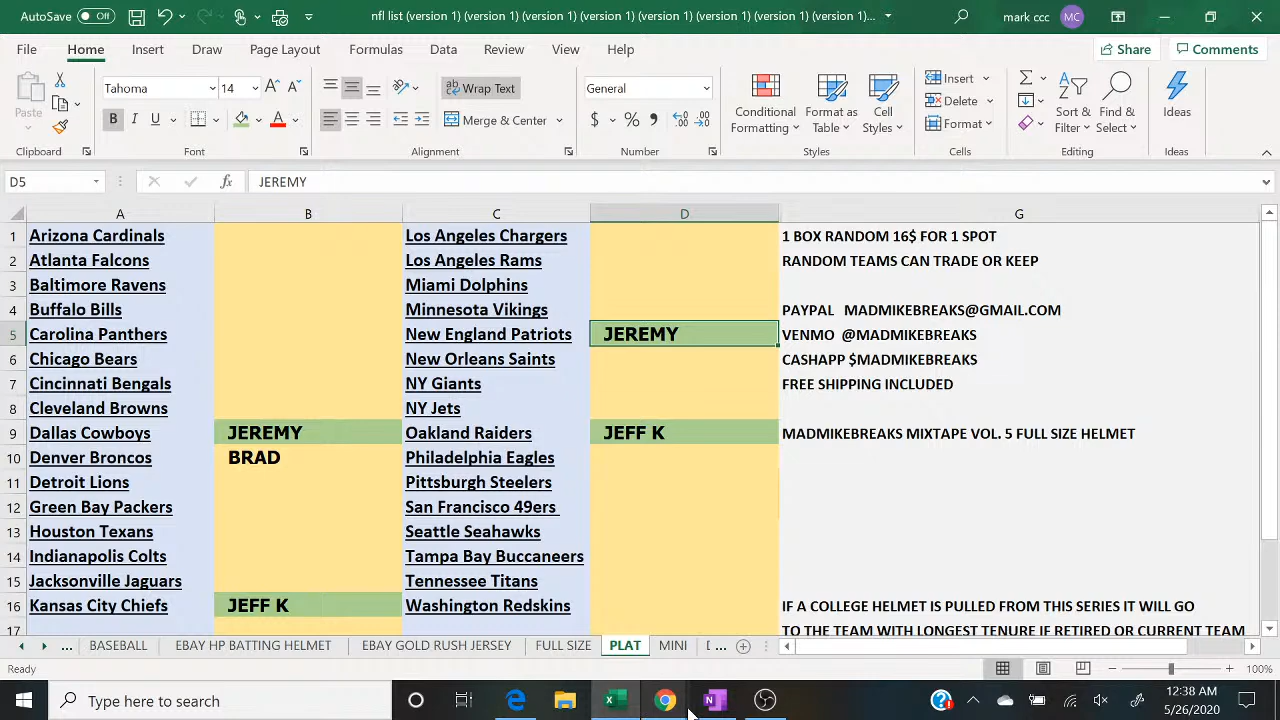 AutoSave Off nfl list (version 1) (version 1) (version 1) (version 1) (version 1) (version 1)... mark ccc MC
File Home Insert Draw Page Layout Formulas Data Review View Help Share Comments
Paste Tahoma 14 Wrap Text General Conditional Formatting Format as Table Cell Styles Insert Delete Format Sort & Filter Find & Select Ideas
B I U A Merge & Center $ %
Clipboard Font Alignment Number Styles Cells Editing Ideas
D5 fx JEREMY
A B C D G
1 Arizona Cardinals Los Angeles Chargers 1 BOX RANDOM 16$ FOR 1 SPOT
2 Atlanta Falcons Los Angeles Rams RANDOM TEAMS CAN TRADE OR KEEP
3 Baltimore Ravens Miami Dolphins
4 Buffalo Bills Minnesota Vikings PAYPAL MADMIKEBREAKS@GMAIL.COM
5 Carolina Panthers New England Patriots JEREMY VENMO @MADMIKEBREAKS
6 Chicago Bears New Orleans Saints CASHAPP $MADMIKEBREAKS
7 Cincinnati Bengals NY Giants FREE SHIPPING INCLUDED
8 Cleveland Browns NY Jets
9 Dallas Cowboys JEREMY Oakland Raiders JEFF K MADMIKEBREAKS MIXTAPE VOL. 5 FULL SIZE HELMET
10 Denver Broncos BRAD Philadelphia Eagles
11 Detroit Lions Pittsburgh Steelers
12 Green Bay Packers San Francisco 49ers
13 Houston Texans Seattle Seahawks
14 Indianapolis Colts Tampa Bay Buccaneers
15 Jacksonville Jaguars Tennessee Titans
16 Kansas City Chiefs JEFF K Washington Redskins IF A COLLEGE HELMET IS PULLED FROM THIS SERIES IT WILL GO
17 TO THE TEAM WITH LONGEST TENURE IF RETIRED OR CURRENT TEAM
... BASEBALL EBAY HP BATTING HELMET EBAY GOLD RUSH JERSEY FULL SIZE PLAT MINI D ...
Ready 100%
Type here to search 12:38 AM
5/26/2020